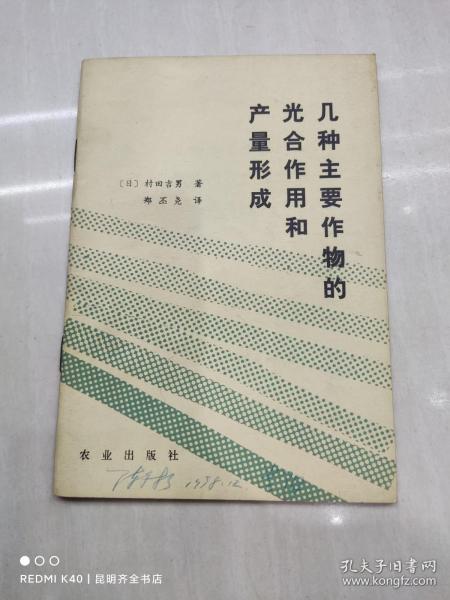 几种主要作物的
光合作用和
产量形成
〔日〕村田吉男 著
郑丕尧 译
农业出版社
REDMI K40 | 昆明齐全书店
孔夫子旧书网
www.kongfz.com